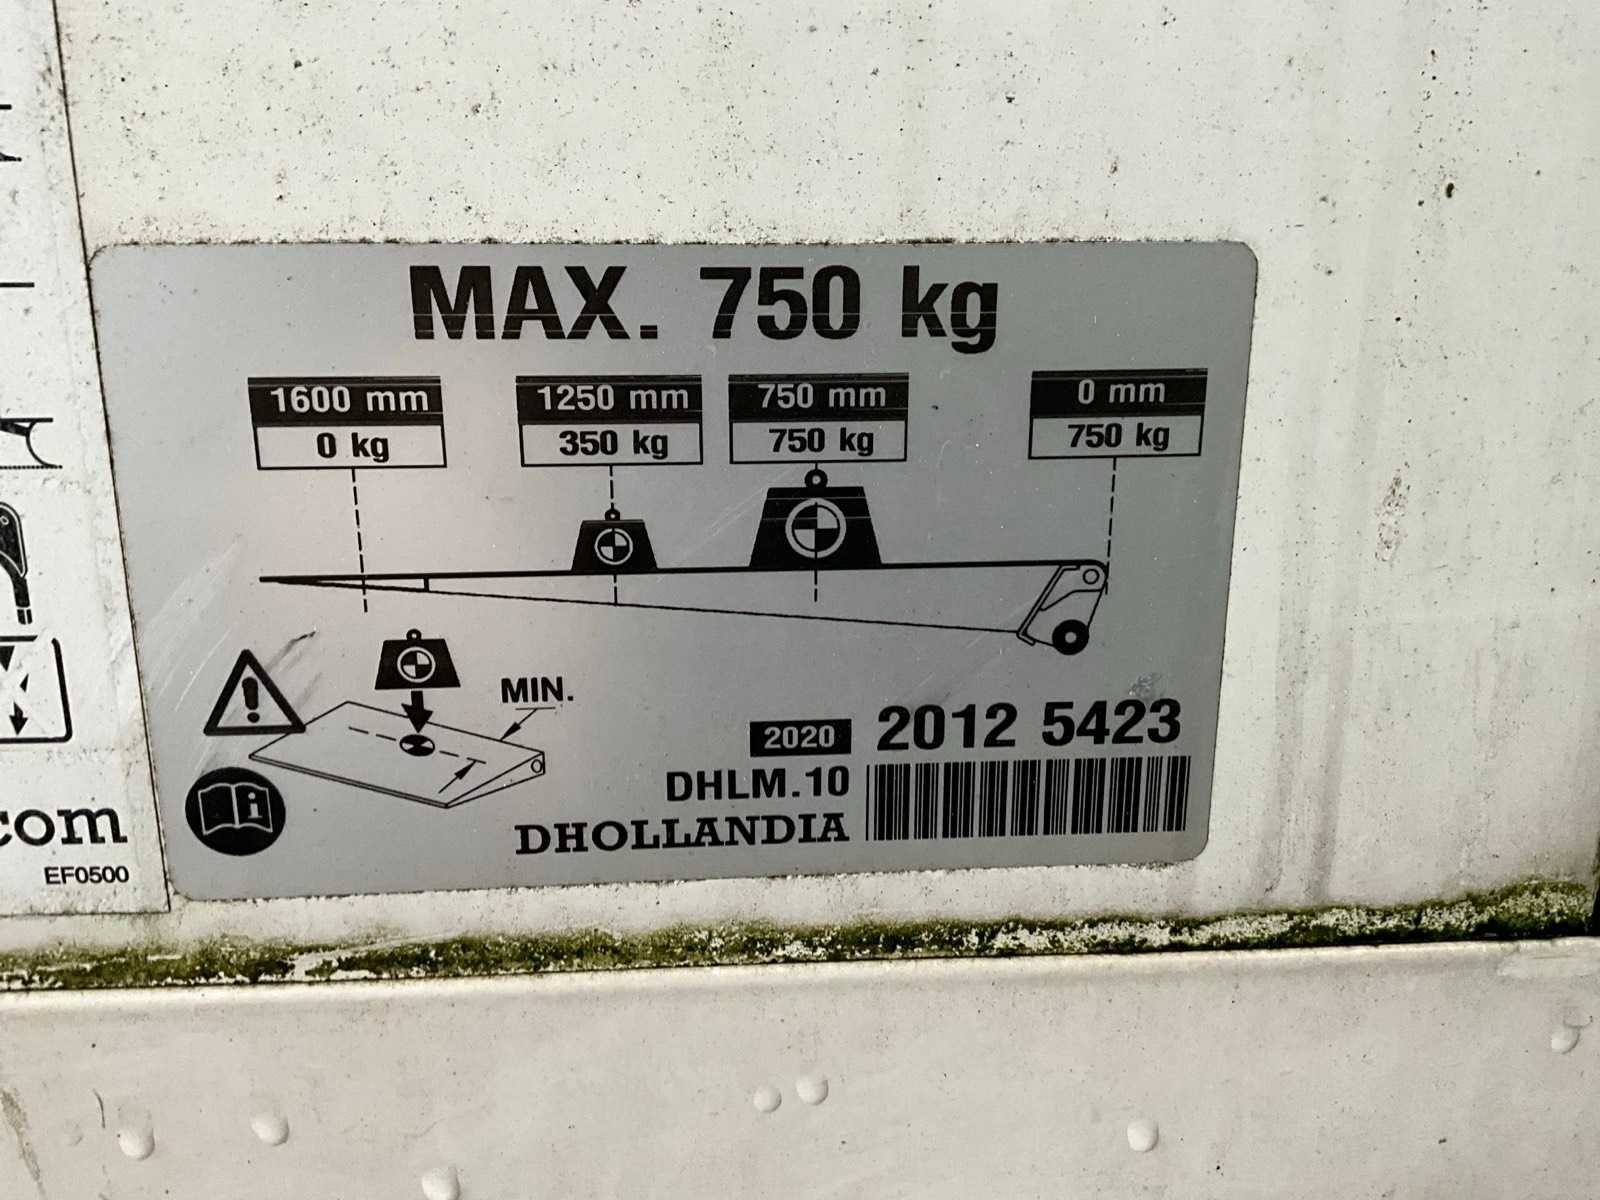 MAX. 750 kg
1600 mm 1250 mm 750 mm 0 mm
0 kg 350 kg 750 kg 750 kg
MIN.
2020 2012 5423
DHLM.10
DHOLLANDIA
com
EF0500